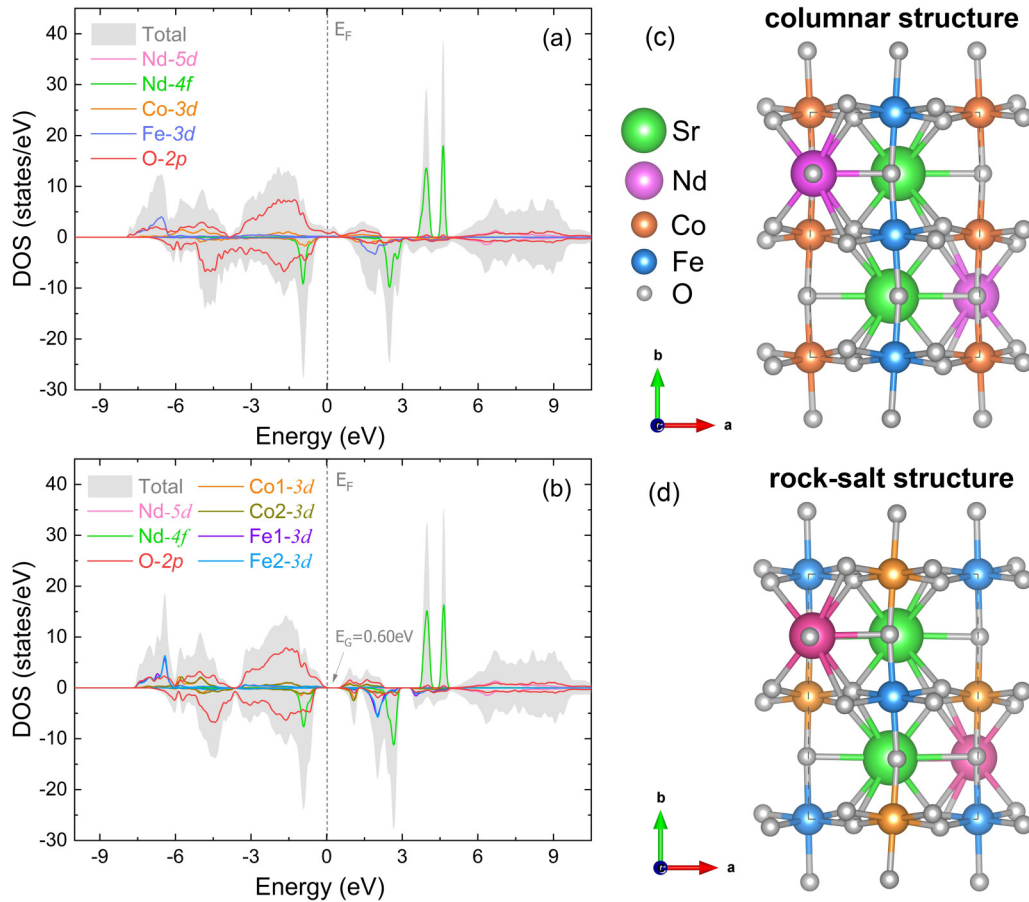 (a)
Total
Nd-5d
Nd-4f
Co-3d
Fe-3d
O-2p
E_F
40
30
20
10
0
-10
-20
-30
DOS (states/eV)
-9
-6
-3
0
3
6
9
Energy (eV)
(b)
Total
Nd-5d
Nd-4f
O-2p
Co1-3d
Co2-3d
Fe1-3d
Fe2-3d
E_F
E_G=0.60eV
40
30
20
10
0
-10
-20
-30
DOS (states/eV)
-9
-6
-3
0
3
6
9
Energy (eV)
(c)
columnar structure
Sr
Nd
Co
Fe
O
b
a
(d)
rock-salt structure
b
a